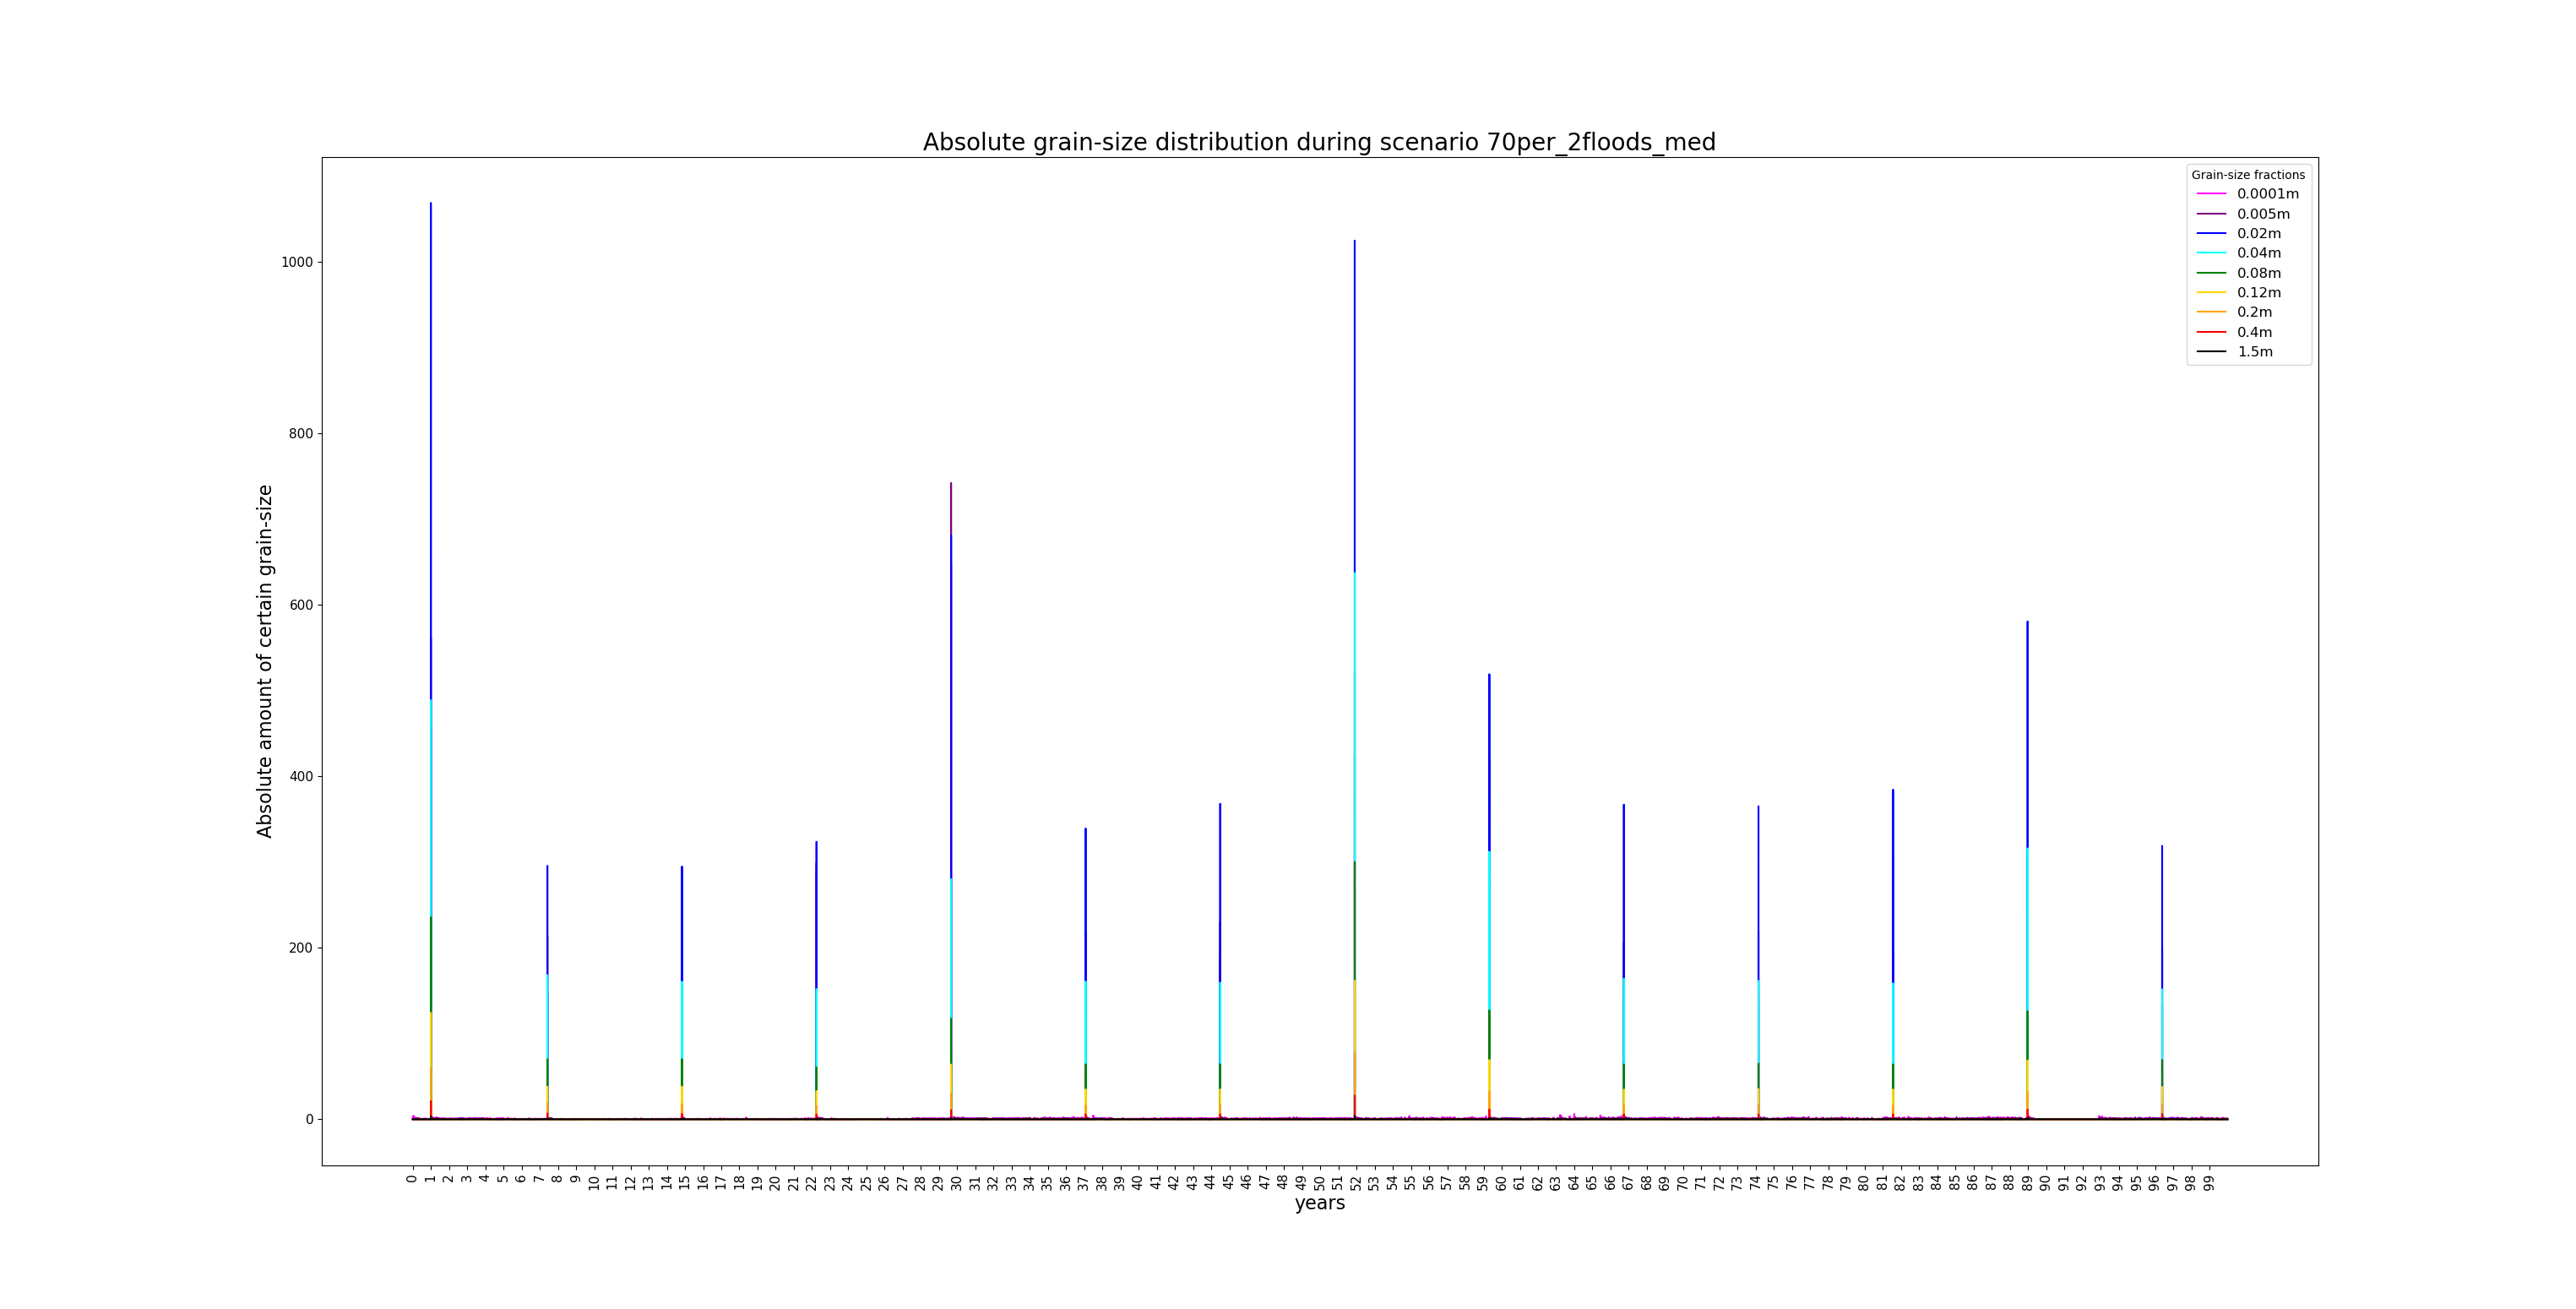 Absolute grain-size distribution during scenario 70per_2floods_med
Grain-size fractions
0.0001m
0.005m
0.02m
0.04m
0.08m
0.12m
0.2m
0.4m
1.5m
Absolute amount of certain grain-size
1000
800
600
400
200
0
0 1 2 3 4 5 6 7 8 9 10 11 12 13 14 15 16 17 18 19 20 21 22 23 24 25 26 27 28 29 30 31 32 33 34 35 36 37 38 39 40 41 42 43 44 45 46 47 48 49 50 51 52 53 54 55 56 57 58 59 60 61 62 63 64 65 66 67 68 69 70 71 72 73 74 75 76 77 78 79 80 81 82 83 84 85 86 87 88 89 90 91 92 93 94 95 96 97 98 99
years